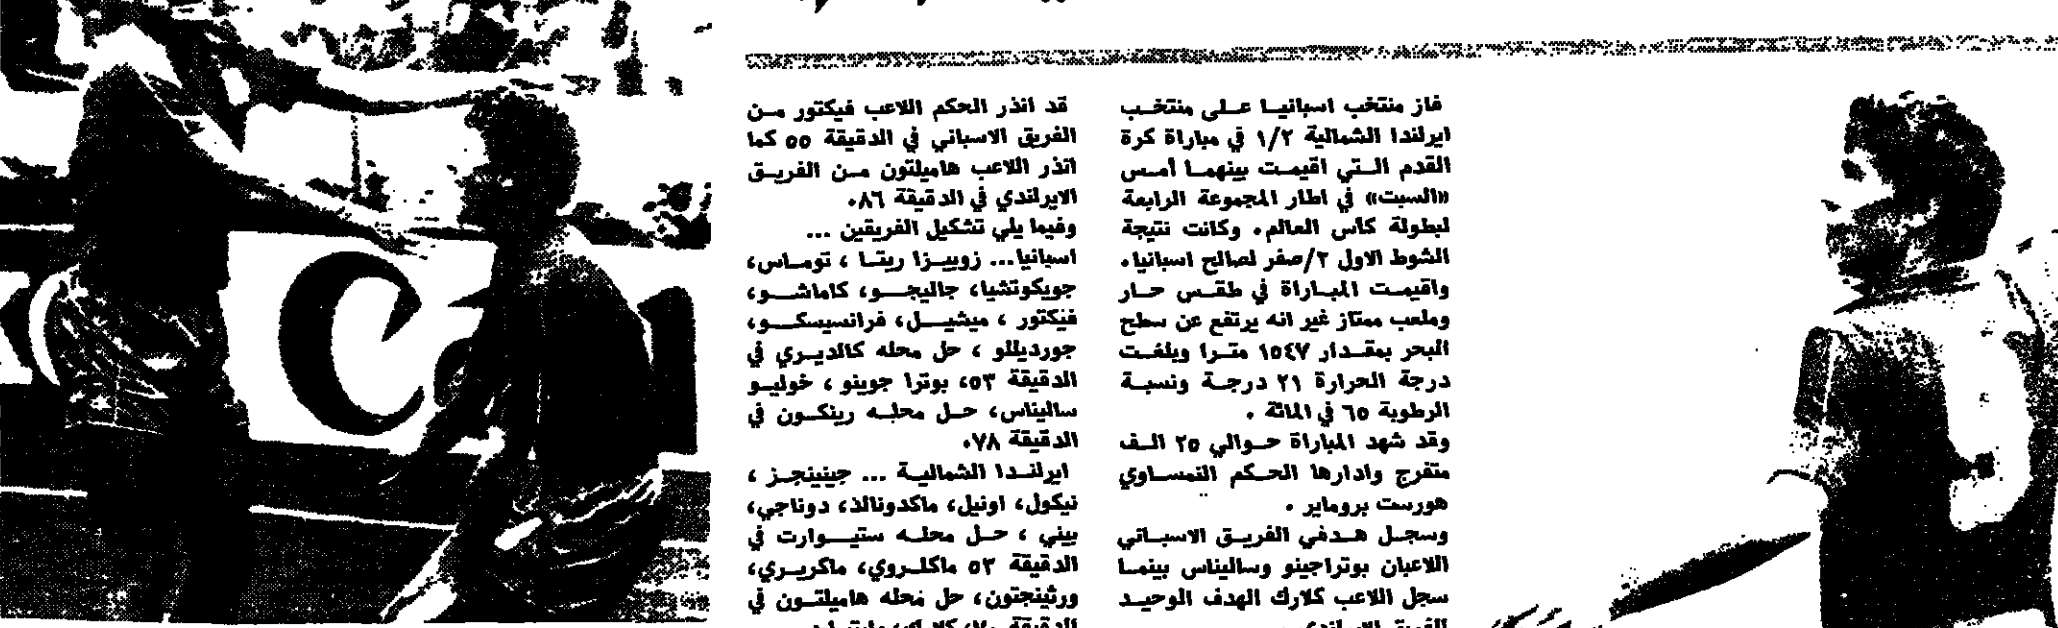 فاز منتخب اسبانيا على منتخب
ايرلندا الشمالية ١/٢ في مباراة كرة
القدم التي اقيمت بينهما أمس
«السبت» في اطار المجموعة الرابعة
لبطولة كأس العالم. وكانت نتيجة
الشوط الاول ٢/صفر لصالح اسبانيا.
واقيمت المباراة في طقس حار
وملعب ممتاز غير انه يرتفع عن سطح
البحر بمقدار ١٥٤٧ مترا وبلغت
درجة الحرارة ٢١ درجة ونسبة
الرطوبة ٦٥ في المائة .
وقد شهد المباراة حوالي ٢٥ الف
متفرج وادارها الحكم النمساوي
هورست بروماير .
وسجل هدفي الفريق الاسباني
اللاعبان بوتراجينو وساليناس بينما
سجل اللاعب كلارك الهدف الوحيد
للفريق الايرلندي .
قد انذر الحكم اللاعب فيكتور من
الفريق الاسباني في الدقيقة ٥٥ كما
انذر اللاعب هاميلتون من الفريق
الايرلندي في الدقيقة ٨٦.
وفيما يلي تشكيل الفريقين ...
اسبانيا... زوبيزا ريتا ، توماس،
جويكوتشيا، جاليجو، كاماشو،
فيكتور ، ميشيل، فرانسيسكو،
جورديللو ، حل محله كالديري في
الدقيقة ٥٣، بوترا جوينو ، خوليو
ساليناس، حل محله رينكون في
الدقيقة ٧٨.
ايرلندا الشمالية ... جينينجز ،
نيكول، اونيل، ماكدونالد، دوناجي،
بيني ، حل محله ستيوارت في
الدقيقة ٥٣ ماكلروي، ماكريري،
ورثينجتون، حل محله هاميلتون في
الدقيقة ٧٠، كلارك،